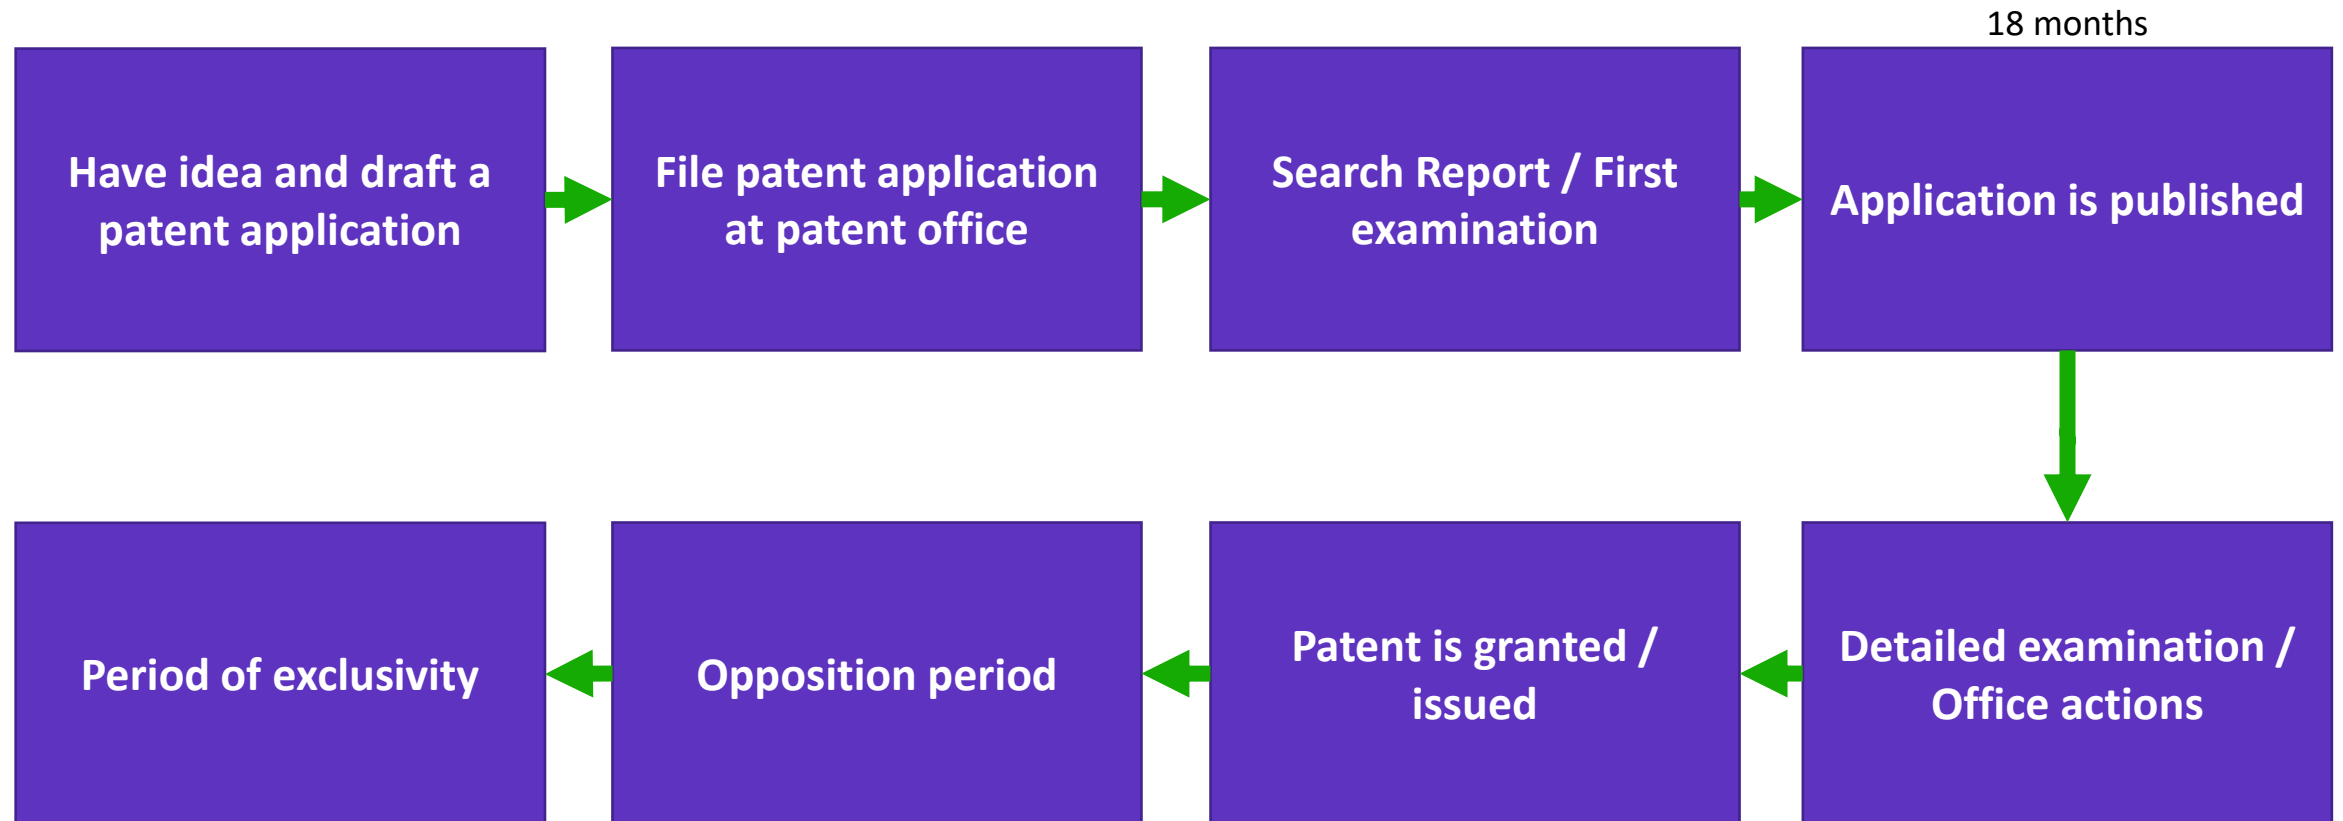 18 months
Have idea and draft a
patent application
File patent application
at patent office
Search Report / First
examination
Application is published
Detailed examination /
Office actions
Patent is granted /
issued
Opposition period
Period of exclusivity